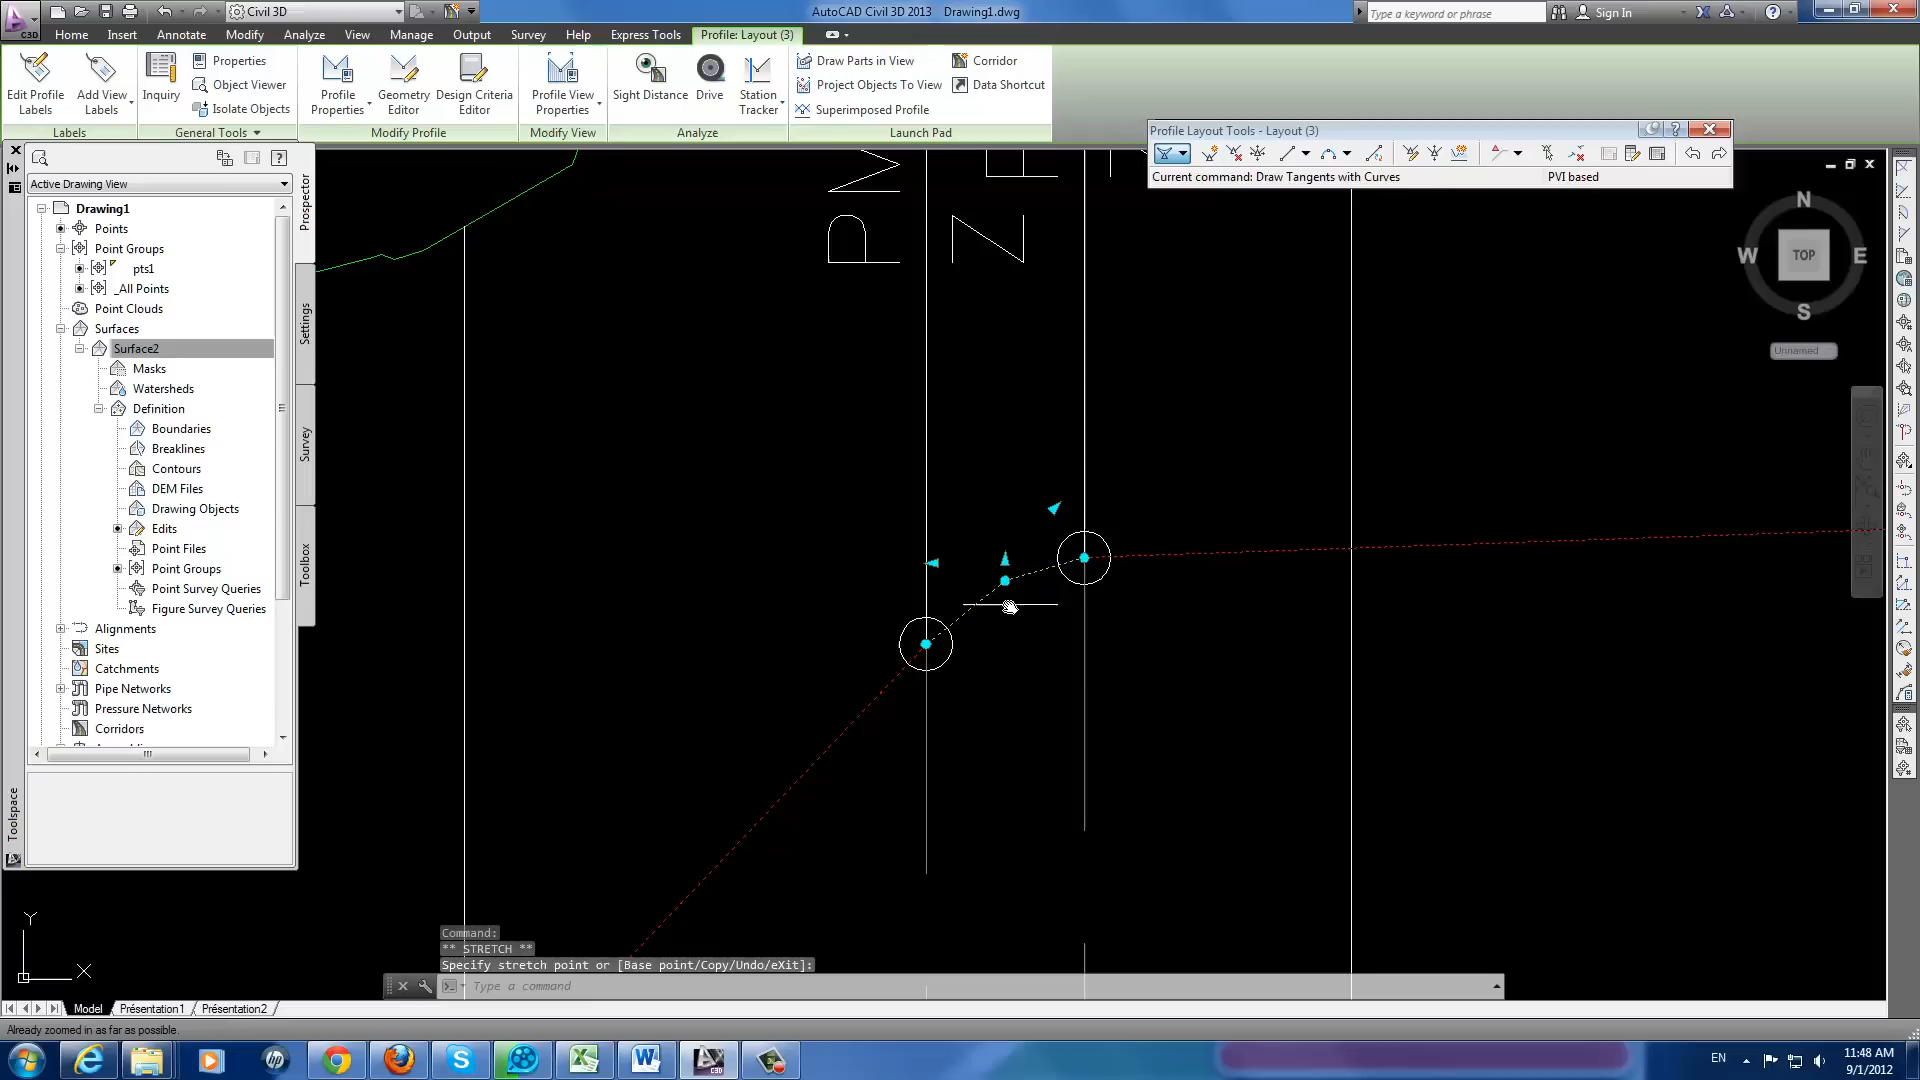 Civil 3D
AutoCAD Civil 3D 2013 Drawing1.dwg
Type a keyword or phrase
Sign In
C3D
Home Insert Annotate Modify Analyze View Manage Output Survey Help Express Tools Profile: Layout (3)
Edit Profile Labels
Add View Labels
Labels
Inquiry
Properties
Object Viewer
Isolate Objects
General Tools
Profile Properties
Geometry Editor
Design Criteria Editor
Modify Profile
Profile View Properties
Modify View
Sight Distance
Drive
Station Tracker
Analyze
Draw Parts in View
Project Objects To View
Superimposed Profile
Corridor
Data Shortcut
Launch Pad
Profile Layout Tools - Layout (3)
Current command: Draw Tangents with Curves
PVI based
Active Drawing View
Drawing1
Points
Point Groups
pts1
_All Points
Point Clouds
Surfaces
Surface2
Masks
Watersheds
Definition
Boundaries
Breaklines
Contours
DEM Files
Drawing Objects
Edits
Point Files
Point Groups
Point Survey Queries
Figure Survey Queries
Alignments
Sites
Catchments
Pipe Networks
Pressure Networks
Corridors
Prospector
Settings
Survey
Toolbox
Toolspace
N
W TOP E
S
Unnamed
P
Z
Y
X
Command:
** STRETCH **
Specify stretch point or [Base point/Copy/Undo/eXit]:
Type a command
Model Présentation1 Présentation2
Already zoomed in as far as possible.
EN
11:48 AM
9/1/2012